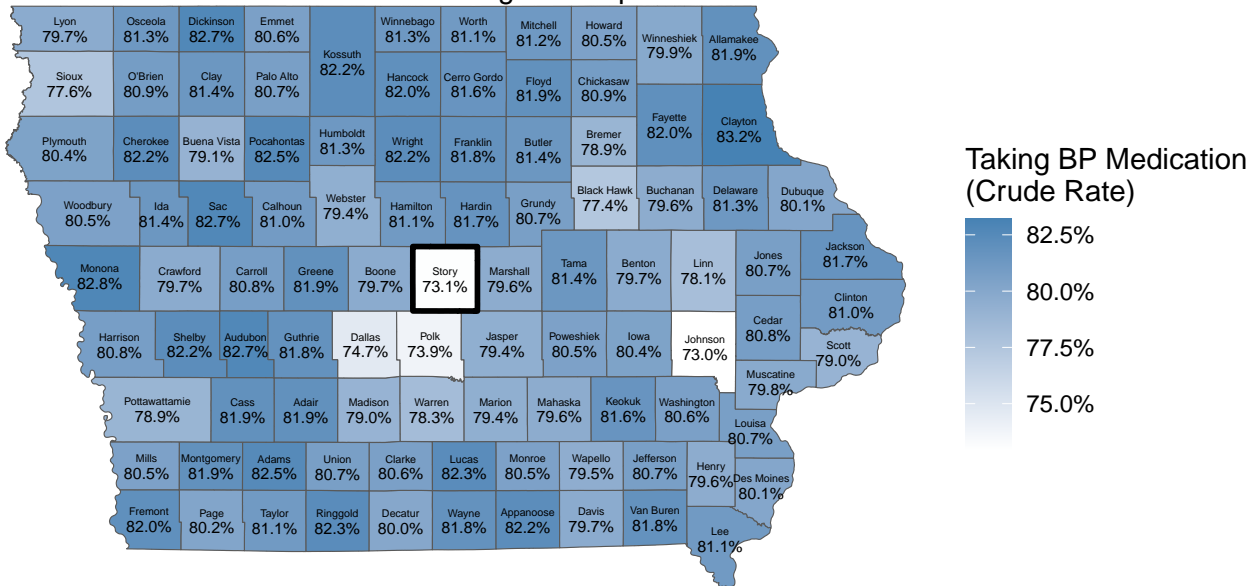 Lyon
79.7%
Osceola
81.3%
Dickinson
82.7%
Emmet
80.6%
Kossuth
82.2%
Winnebago
81.3%
Worth
81.1%
Mitchell
81.2%
Howard
80.5%
Winneshiek
79.9%
Allamakee
81.9%
Sioux
77.6%
O'Brien
80.9%
Clay
81.4%
Palo Alto
80.7%
Hancock
82.0%
Cerro Gordo
81.6%
Floyd
81.9%
Chickasaw
80.9%
Fayette
82.0%
Clayton
83.2%
Plymouth
80.4%
Cherokee
82.2%
Buena Vista
79.1%
Pocahontas
82.5%
Humboldt
81.3%
Wright
82.2%
Franklin
81.8%
Butler
81.4%
Bremer
78.9%
Woodbury
80.5%
Ida
81.4%
Sac
82.7%
Calhoun
81.0%
Webster
79.4%
Hamilton
81.1%
Hardin
81.7%
Grundy
80.7%
Black Hawk
77.4%
Buchanan
79.6%
Delaware
81.3%
Dubuque
80.1%
Monona
82.8%
Crawford
79.7%
Carroll
80.8%
Greene
81.9%
Boone
79.7%
Story
73.1%
Marshall
79.6%
Tama
81.4%
Benton
79.7%
Linn
78.1%
Jones
80.7%
Jackson
81.7%
Clinton
81.0%
Harrison
80.8%
Shelby
82.2%
Audubon
82.7%
Guthrie
81.8%
Dallas
74.7%
Polk
73.9%
Jasper
79.4%
Poweshiek
80.5%
Iowa
80.4%
Johnson
73.0%
Cedar
80.8%
Scott
79.0%
Muscatine
79.8%
Pottawattamie
78.9%
Cass
81.9%
Adair
81.9%
Madison
79.0%
Warren
78.3%
Marion
79.4%
Mahaska
79.6%
Keokuk
81.6%
Washington
80.6%
Louisa
80.7%
Mills
80.5%
Montgomery
81.9%
Adams
82.5%
Union
80.7%
Clarke
80.6%
Lucas
82.3%
Monroe
80.5%
Wapello
79.5%
Jefferson
80.7%
Henry
79.6%
Des Moines
80.1%
Fremont
82.0%
Page
80.2%
Taylor
81.1%
Ringgold
82.3%
Decatur
80.0%
Wayne
81.8%
Appanoose
82.2%
Davis
79.7%
Van Buren
81.8%
Lee
81.1%
Taking BP Medication
(Crude Rate)
82.5%
80.0%
77.5%
75.0%